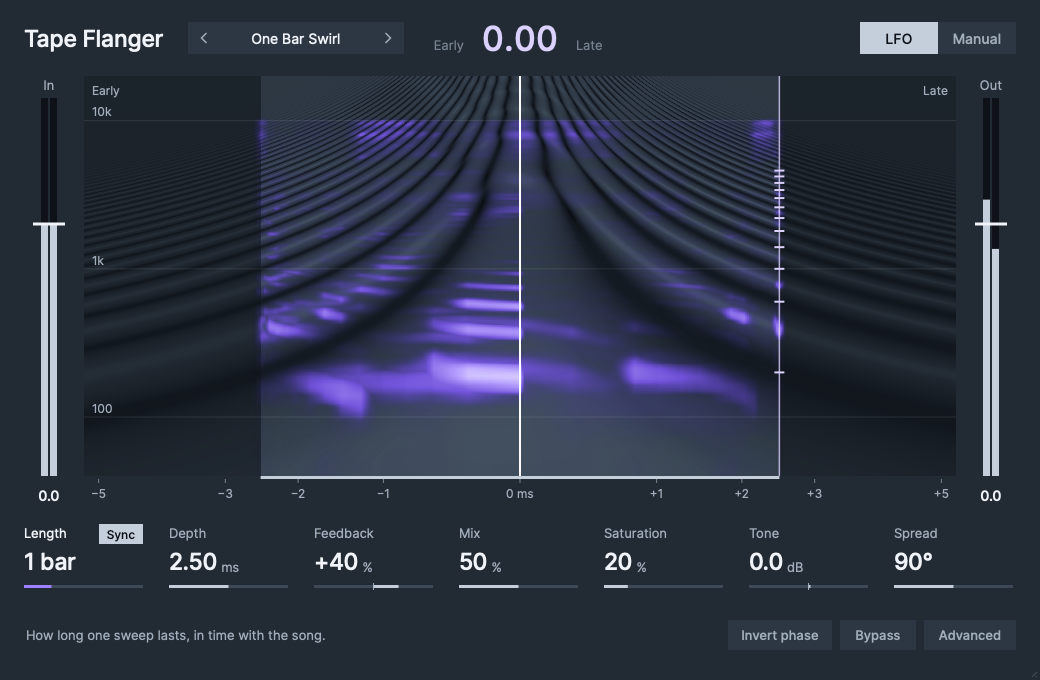 Tape Flanger
One Bar Swirl
Early
0.00
Late
LFO
Manual
In
Out
Early
Late
10k
1k
100
−5
−3
−2
−1
0 ms
+1
+2
+3
+5
0.0
0.0
Length
Sync
1 bar
Depth
2.50 ms
Feedback
+40 %
Mix
50 %
Saturation
20 %
Tone
0.0 dB
Spread
90°
How long one sweep lasts, in time with the song.
Invert phase
Bypass
Advanced